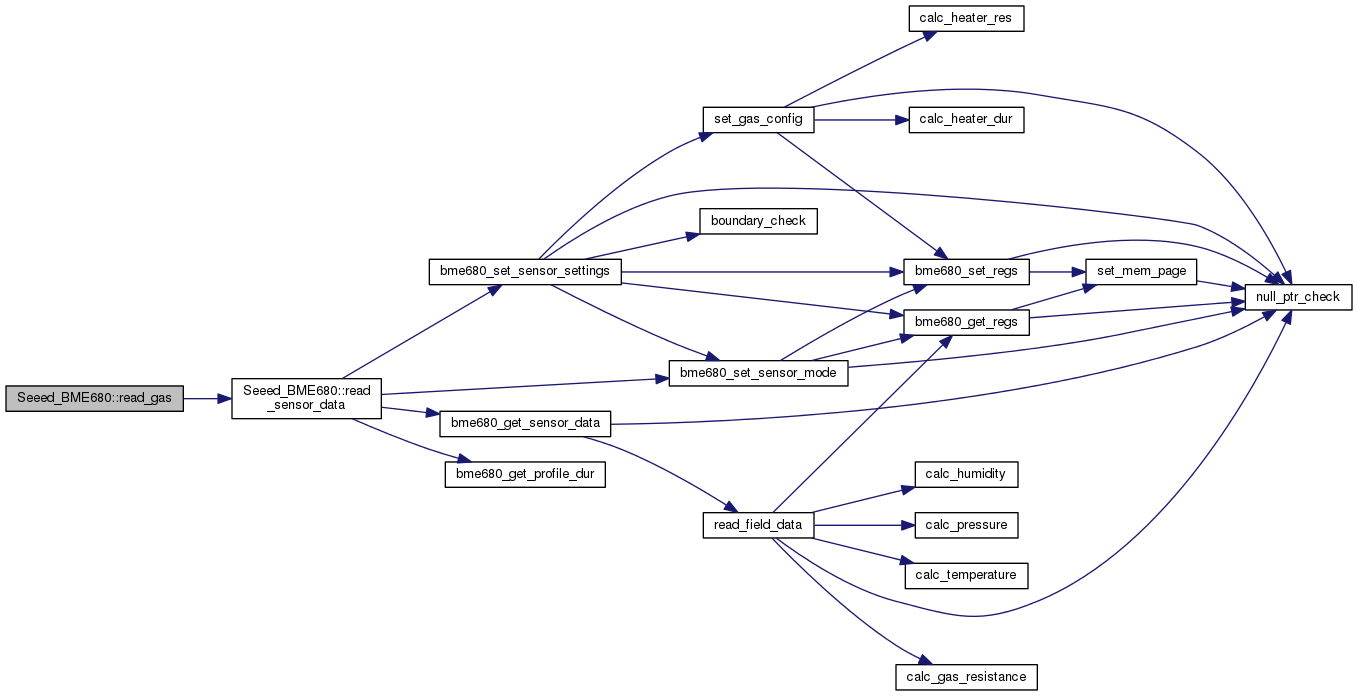 calc_heater_res
set_gas_config
calc_heater_dur
boundary_check
bme680_set_sensor_settings
bme680_set_regs
set_mem_page
null_ptr_check
bme680_get_regs
bme680_set_sensor_mode
Seeed_BME680::read_gas
Seeed_BME680::read
_sensor_data
bme680_get_sensor_data
bme680_get_profile_dur
calc_humidity
read_field_data
calc_pressure
calc_temperature
calc_gas_resistance